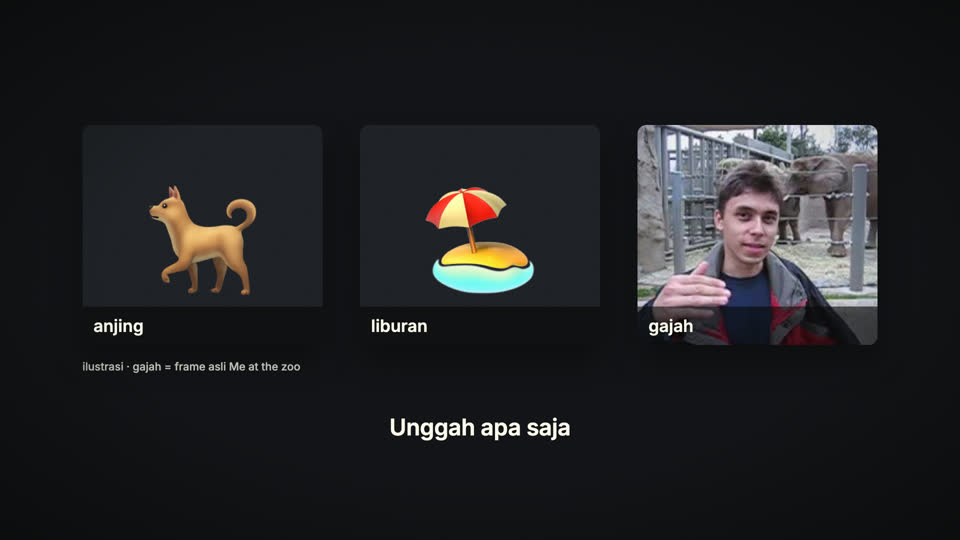 anjing
liburan
gajah
ilustrasi · gajah = frame asli Me at the zoo
Unggah apa saja